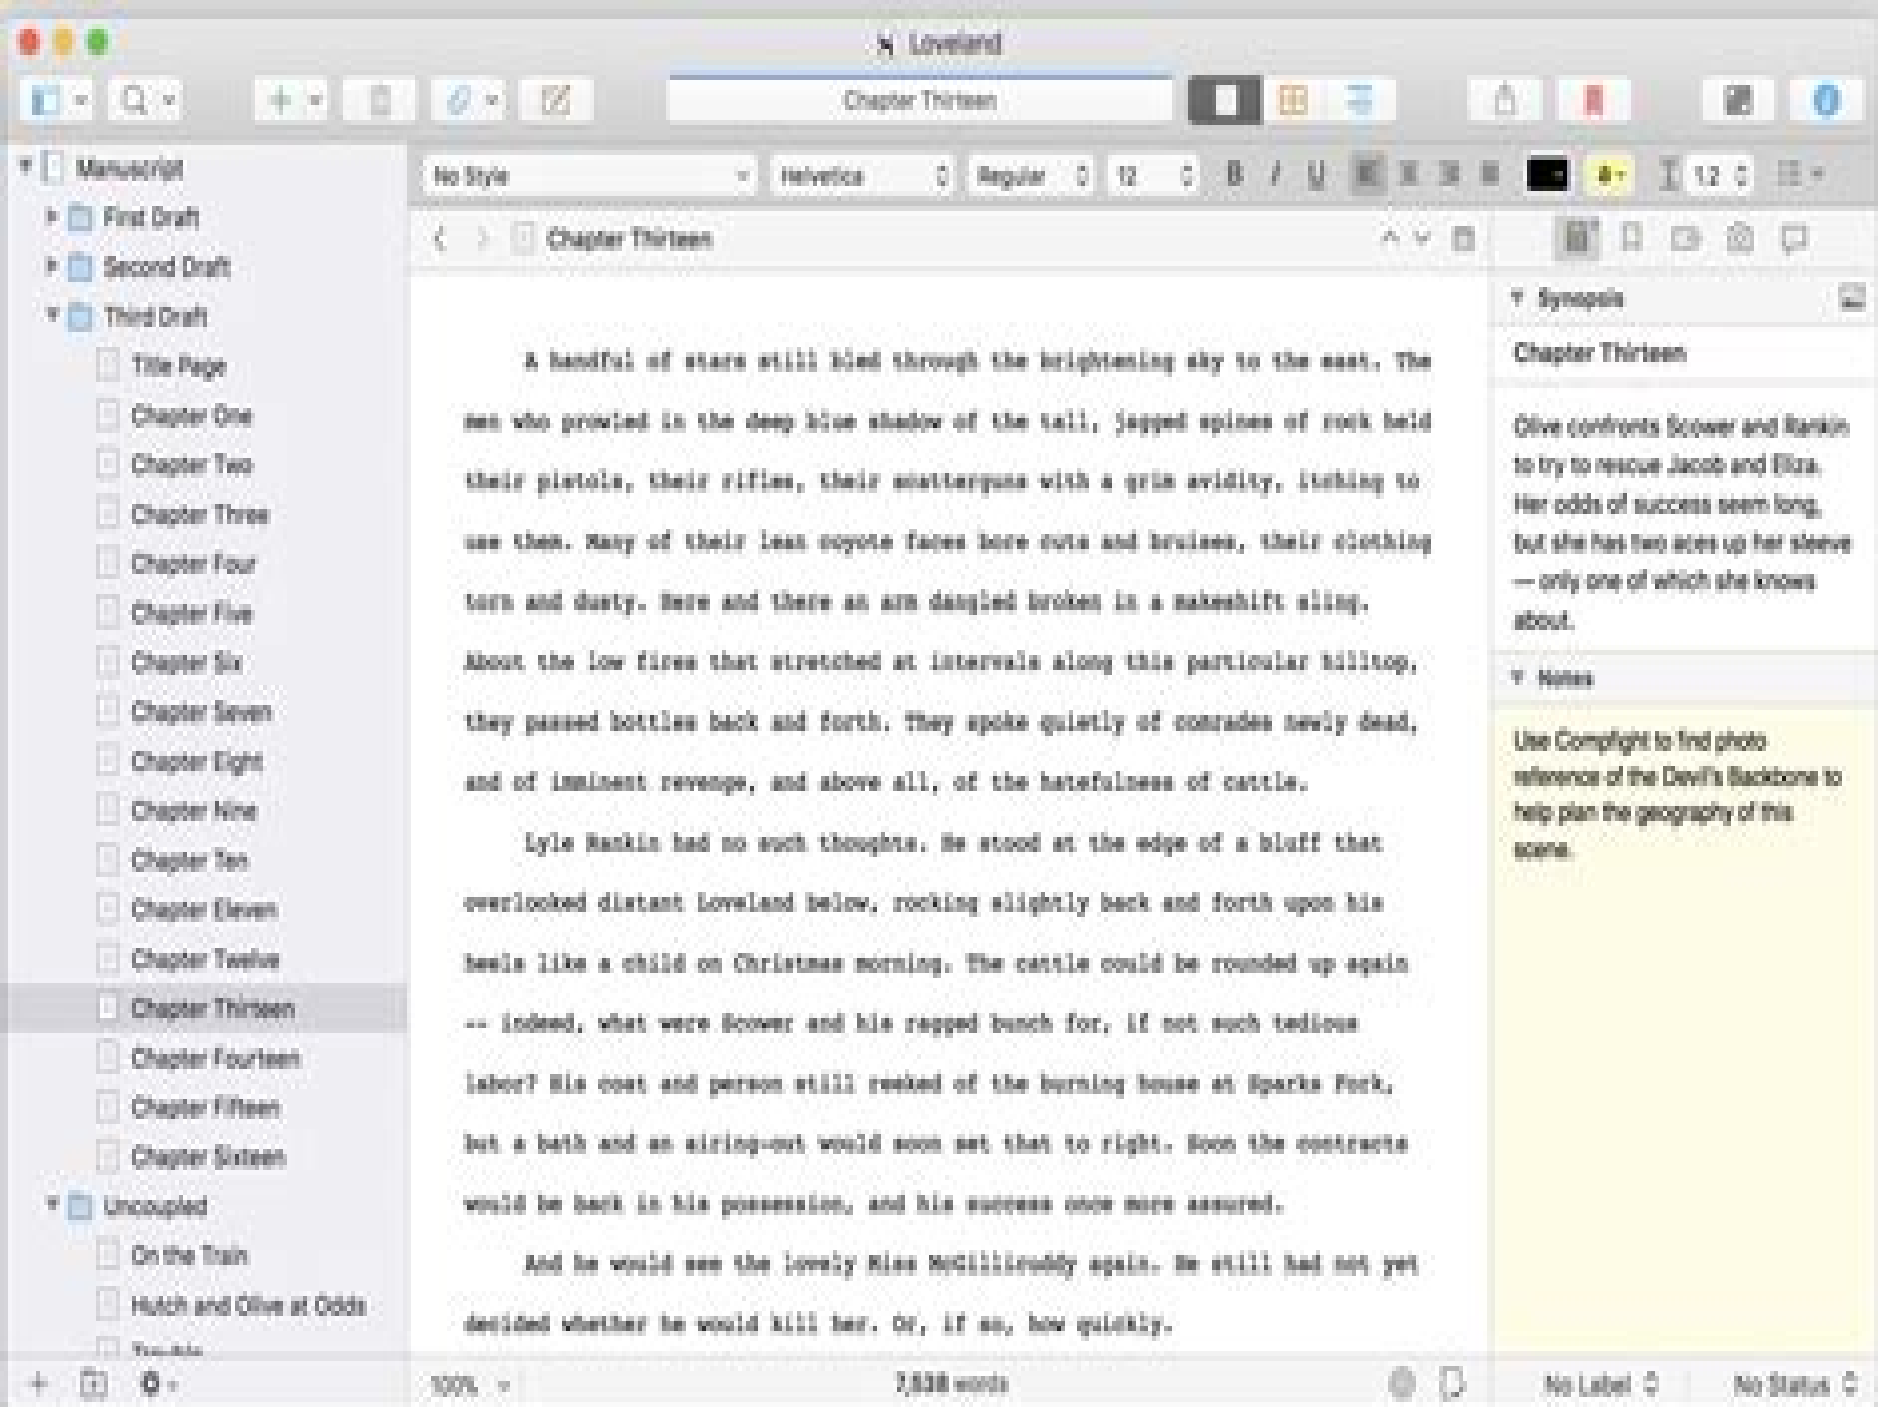 Loveland
Chapter Thirteen
Manuscript
First Draft
Second Draft
Third Draft
Title Page
Chapter One
Chapter Two
Chapter Three
Chapter Four
Chapter Five
Chapter Six
Chapter Seven
Chapter Eight
Chapter Nine
Chapter Ten
Chapter Eleven
Chapter Twelve
Chapter Thirteen
Chapter Fourteen
Chapter Fifteen
Chapter Sixteen
Uncoupled
On the Train
Hutch and Olive at Odds
No Style Helvetica Regular 12 B I U 1.2
Chapter Thirteen
A handful of stars still bled through the brightening sky to the east. The
men who prowled in the deep blue shadow of the tall, jagged spines of rock held
their pistols, their rifles, their scatterguns with a grim avidity, itching to
use them. Many of their lean coyote faces bore cuts and bruises, their clothing
torn and dusty. Here and there an arm dangled broken in a makeshift sling.
About the low fires that stretched at intervals along this particular hilltop,
they passed bottles back and forth. They spoke quietly of comrades newly dead,
and of imminent revenge, and above all, of the hatefulness of cattle.
Lyle Rankin had no such thoughts. He stood at the edge of a bluff that
overlooked distant Loveland below, rocking slightly back and forth upon his
heels like a child on Christmas morning. The cattle could be rounded up again
-- indeed, what were Scower and his ragged bunch for, if not such tedious
labor? His coat and person still reeked of the burning house at Sparks Fork,
but a bath and an airing-out would soon set that to right. Soon the contracts
would be back in his possession, and his success once more assured.
And he would see the lovely Miss McGillicuddy again. He still had not yet
decided whether he would kill her. Or, if so, how quickly.
100%
words
Synopsis
Chapter Thirteen
Olive confronts Scower and Rankin
to try to rescue Jacob and Eliza.
Her odds of success seem long,
but she has two aces up her sleeve
— only one of which she knows
about.
Notes
Use Compfight to find photo
reference of the Devil's Backbone to
help plan the geography of this
scene.
No Label No Status